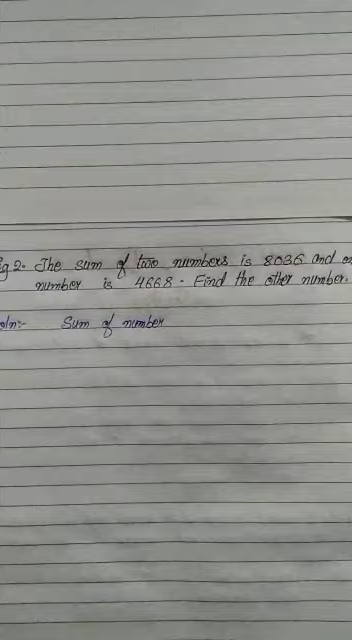 2. The sum of two numbers is 8036 and
number is 4668. Find the other number.
Soln:- Sum of number